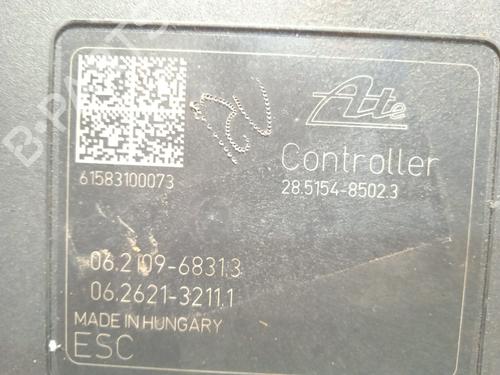 Ate
Controller
28.5154-8502.3
61583100073
06.2109-6831.3
06.2621-3211.1
MADE IN HUNGARY
ESC
B-PARTS